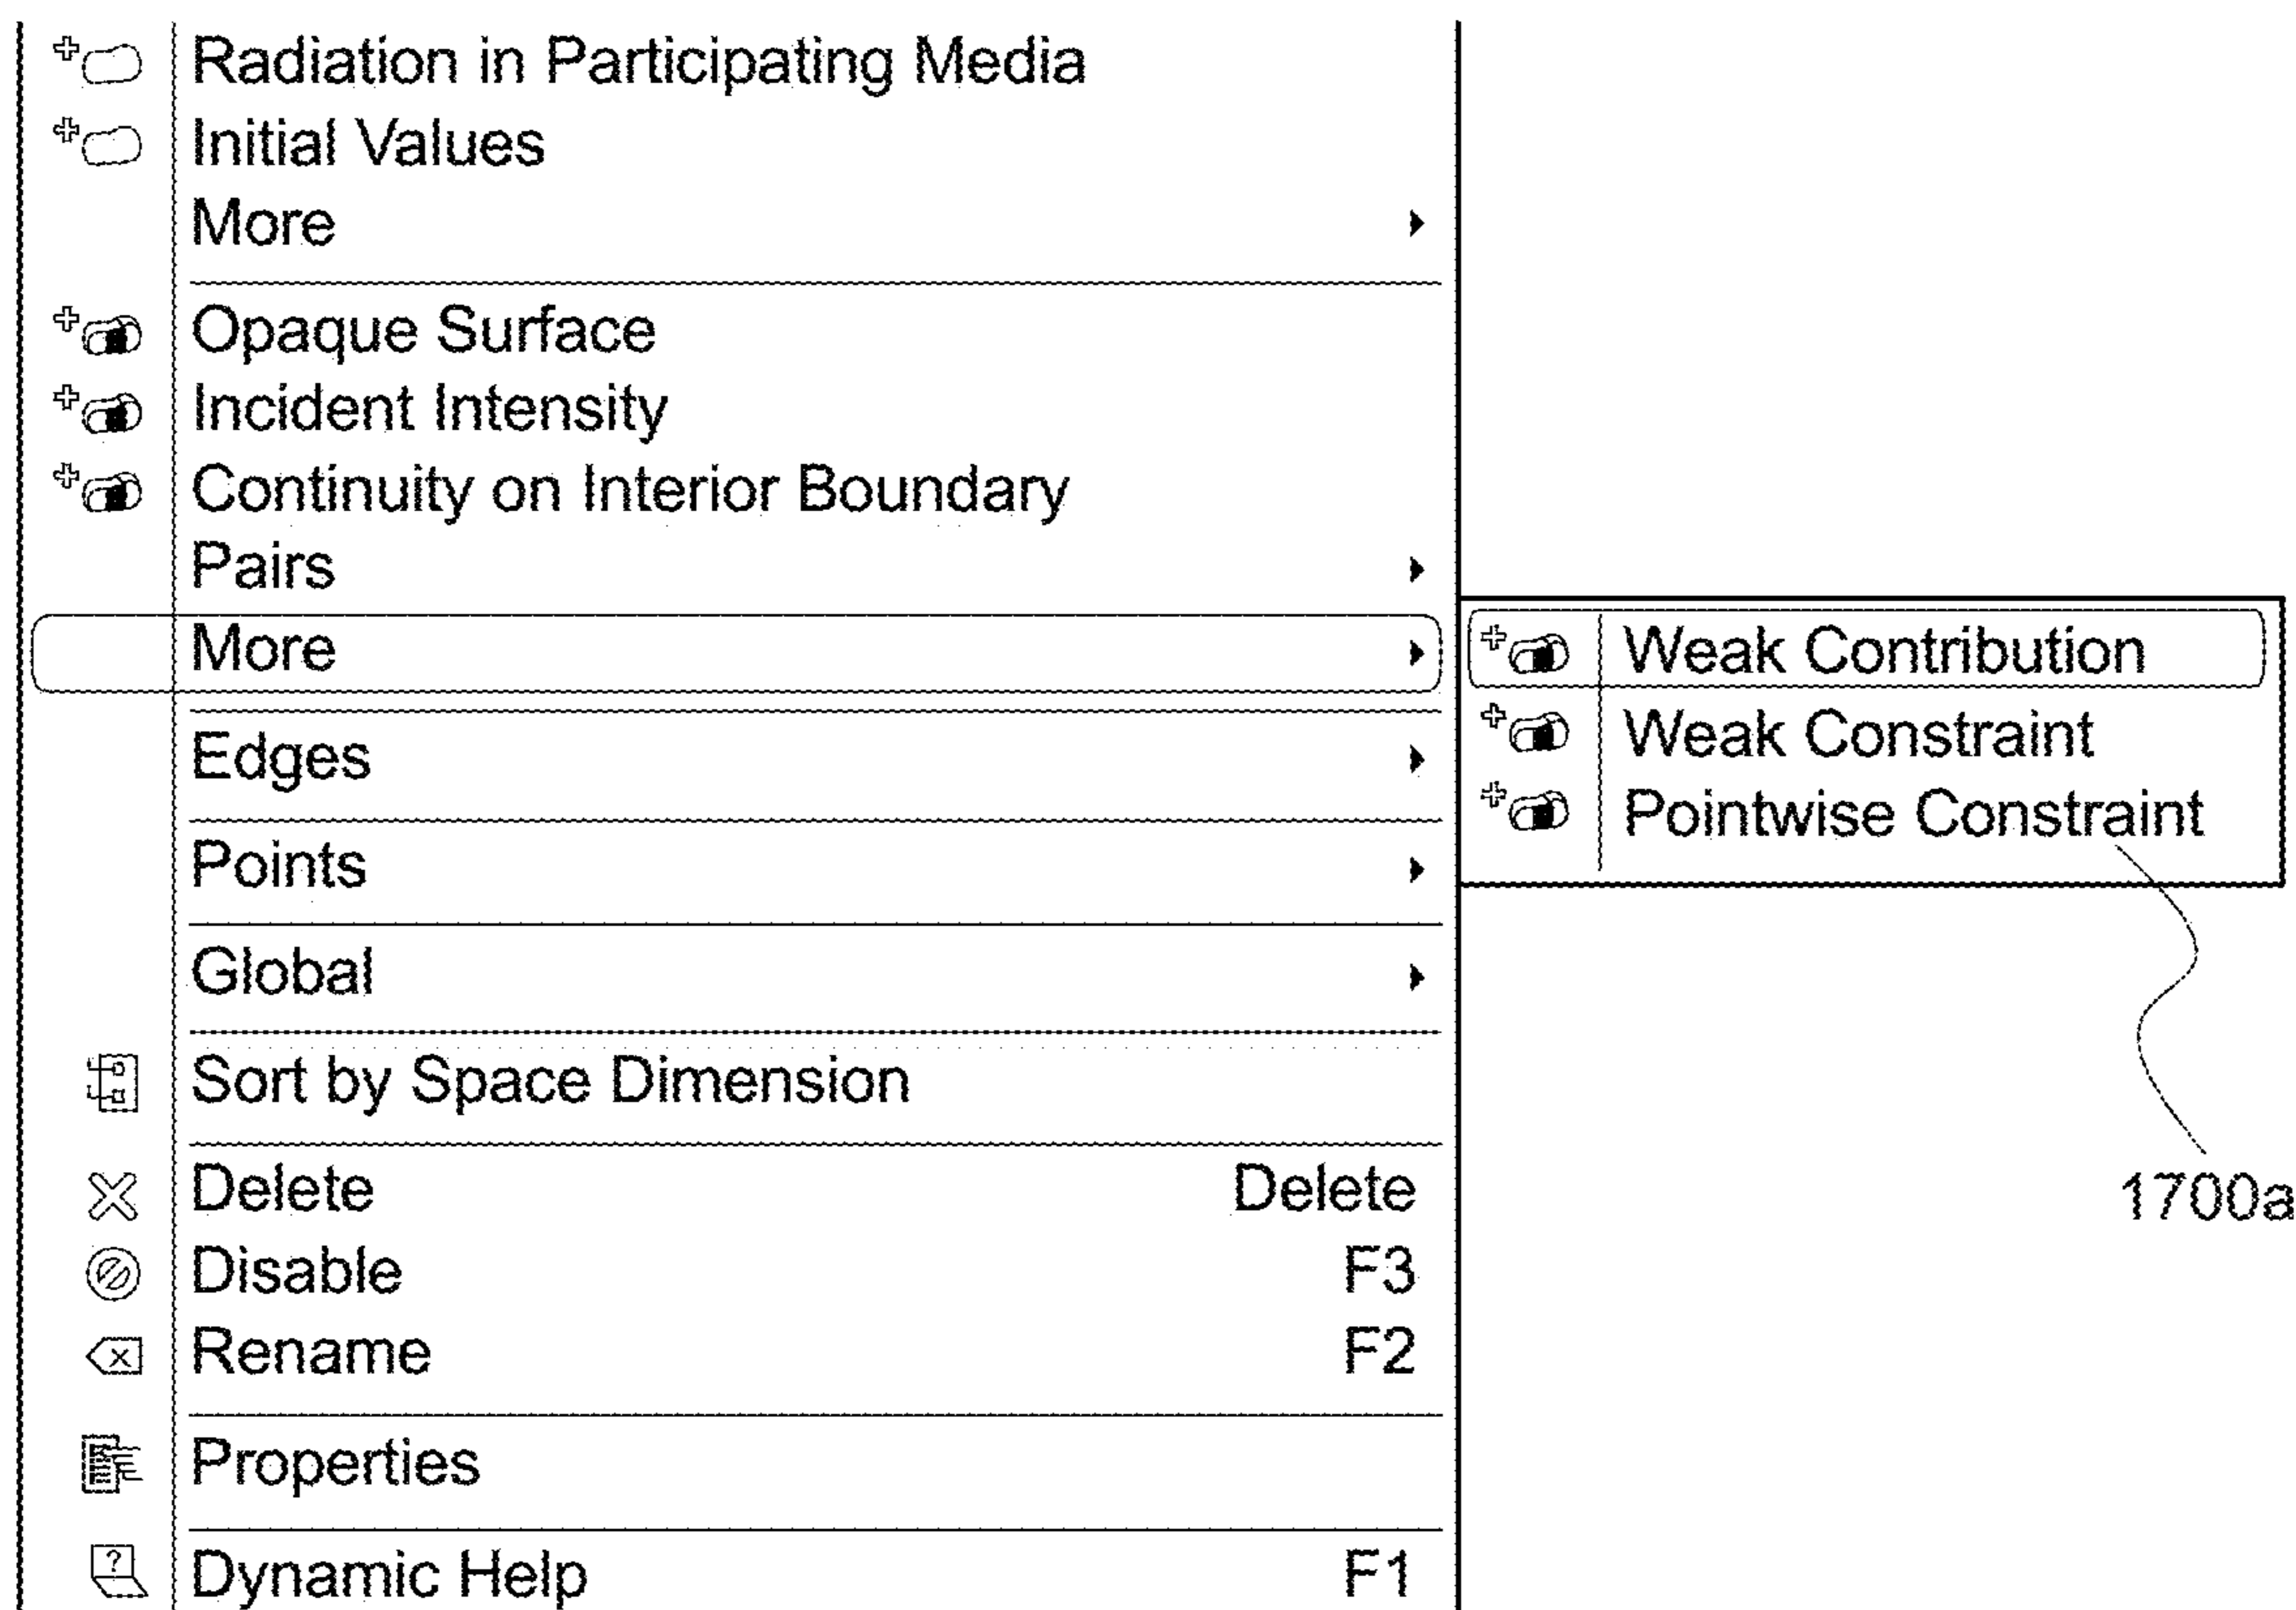 Radiation in Participating Media
Initial Values
More
Opaque Surface
Incident Intensity
Continuity on Interior Boundary
Pairs
More
Weak Contribution
Weak Constraint
Pointwise Constraint
Edges
Points
Global
Sort by Space Dimension
Delete Delete
1700a
Disable F3
Rename F2
Properties
Dynamic Help F1